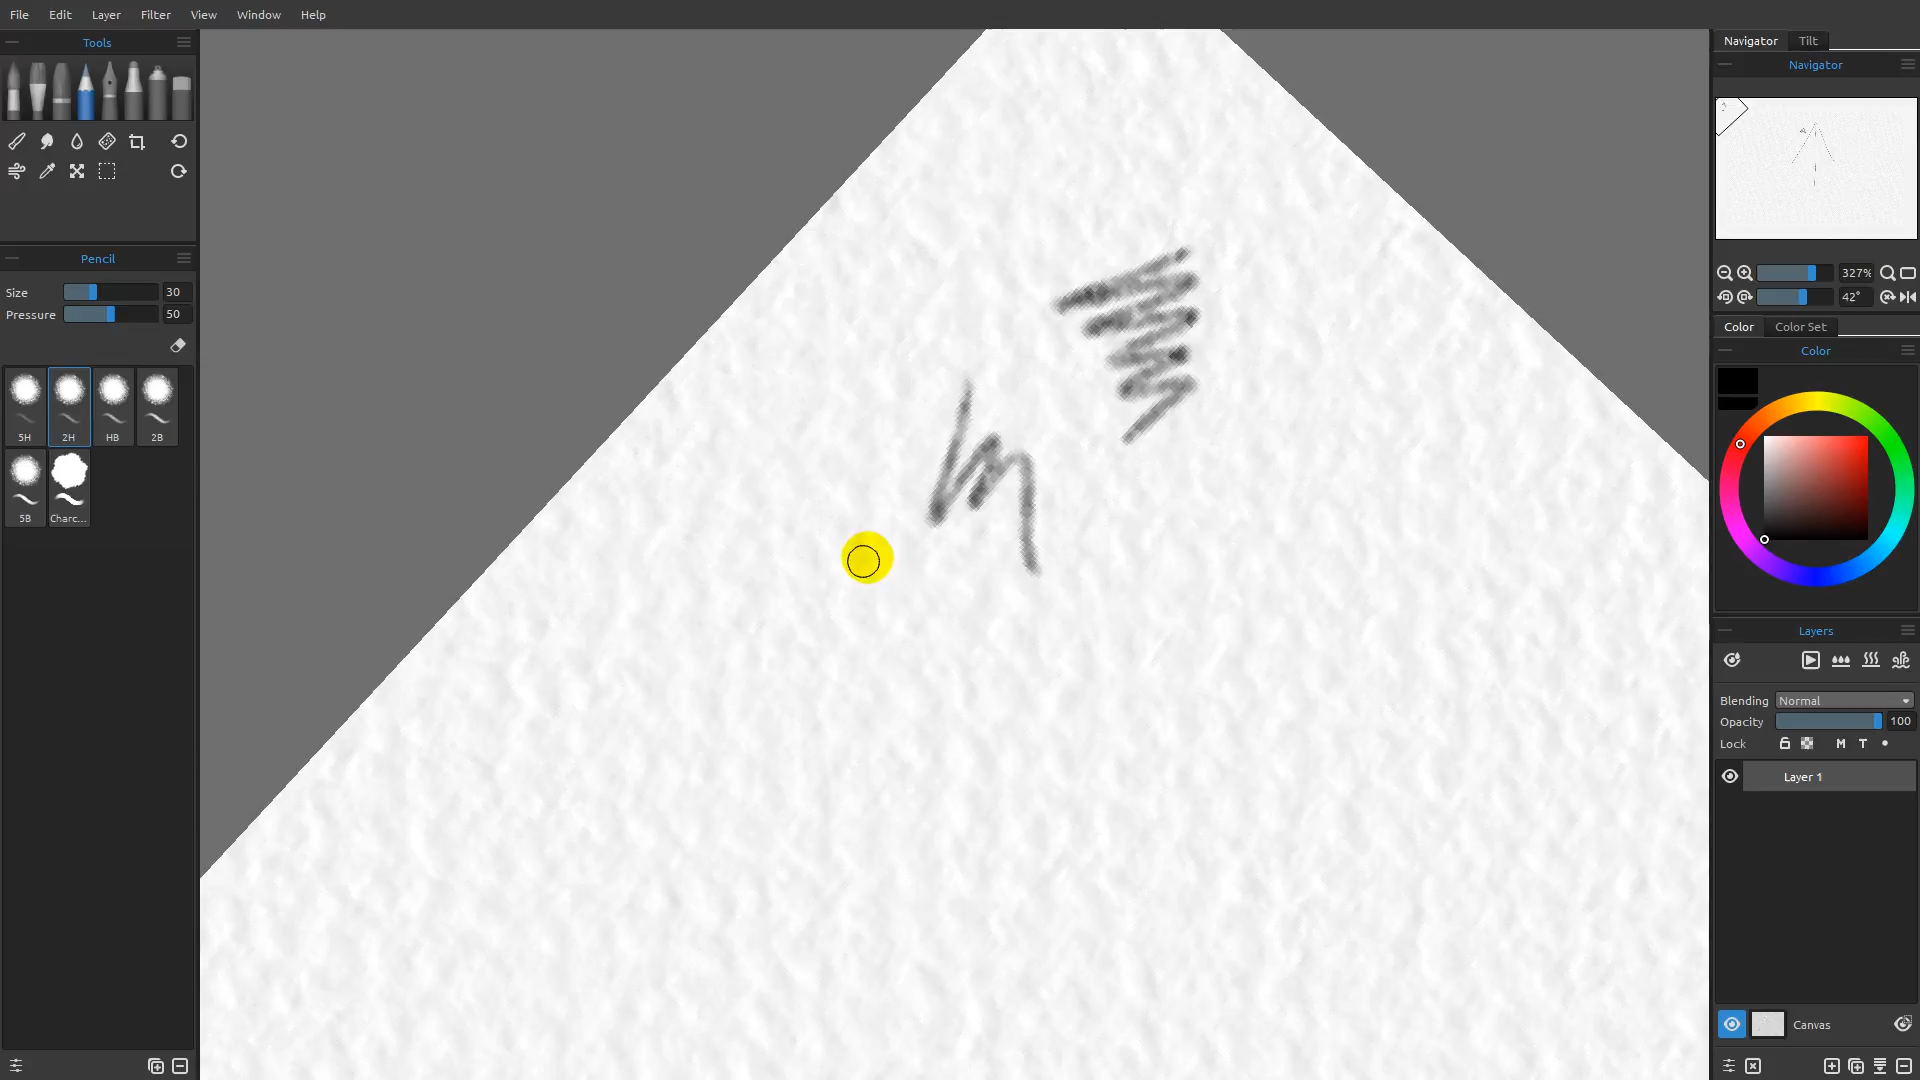 File Edit Layer Filter View Window Help
Tools
Pencil
Size 30
Pressure 50
5H 2H HB 2B
5B Charc...
Navigator Tilt
Navigator
327%
42°
Color Color Set
Color
Layers
Blending Normal
Opacity 100
Lock M T
Layer 1
Canvas